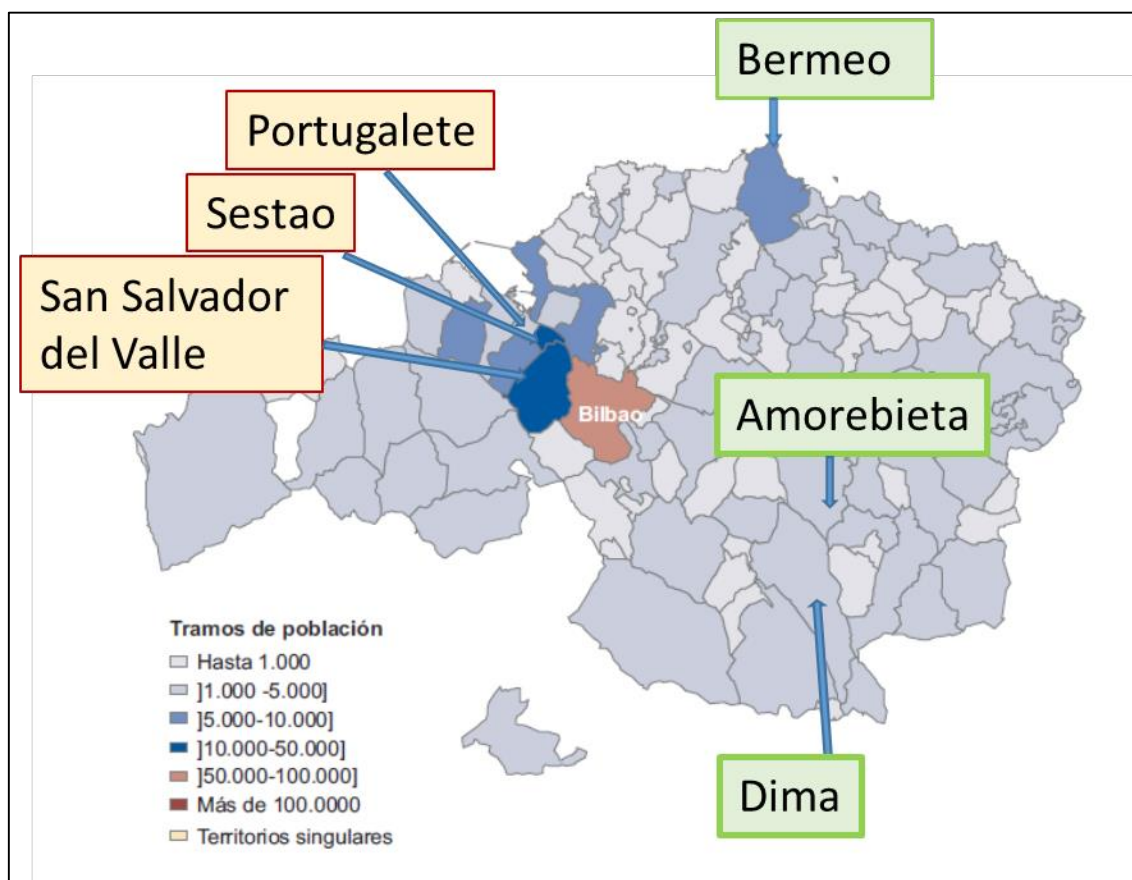 Bermeo
Portugalete
Sestao
San Salvador
del Valle
Bilbao
Amorebieta
Tramos de población
Hasta 1.000
]1.000 -5.000]
]5.000-10.000]
]10.000-50.000]
]50.000-100.000]
Más de 100.0000
Territorios singulares
Dima